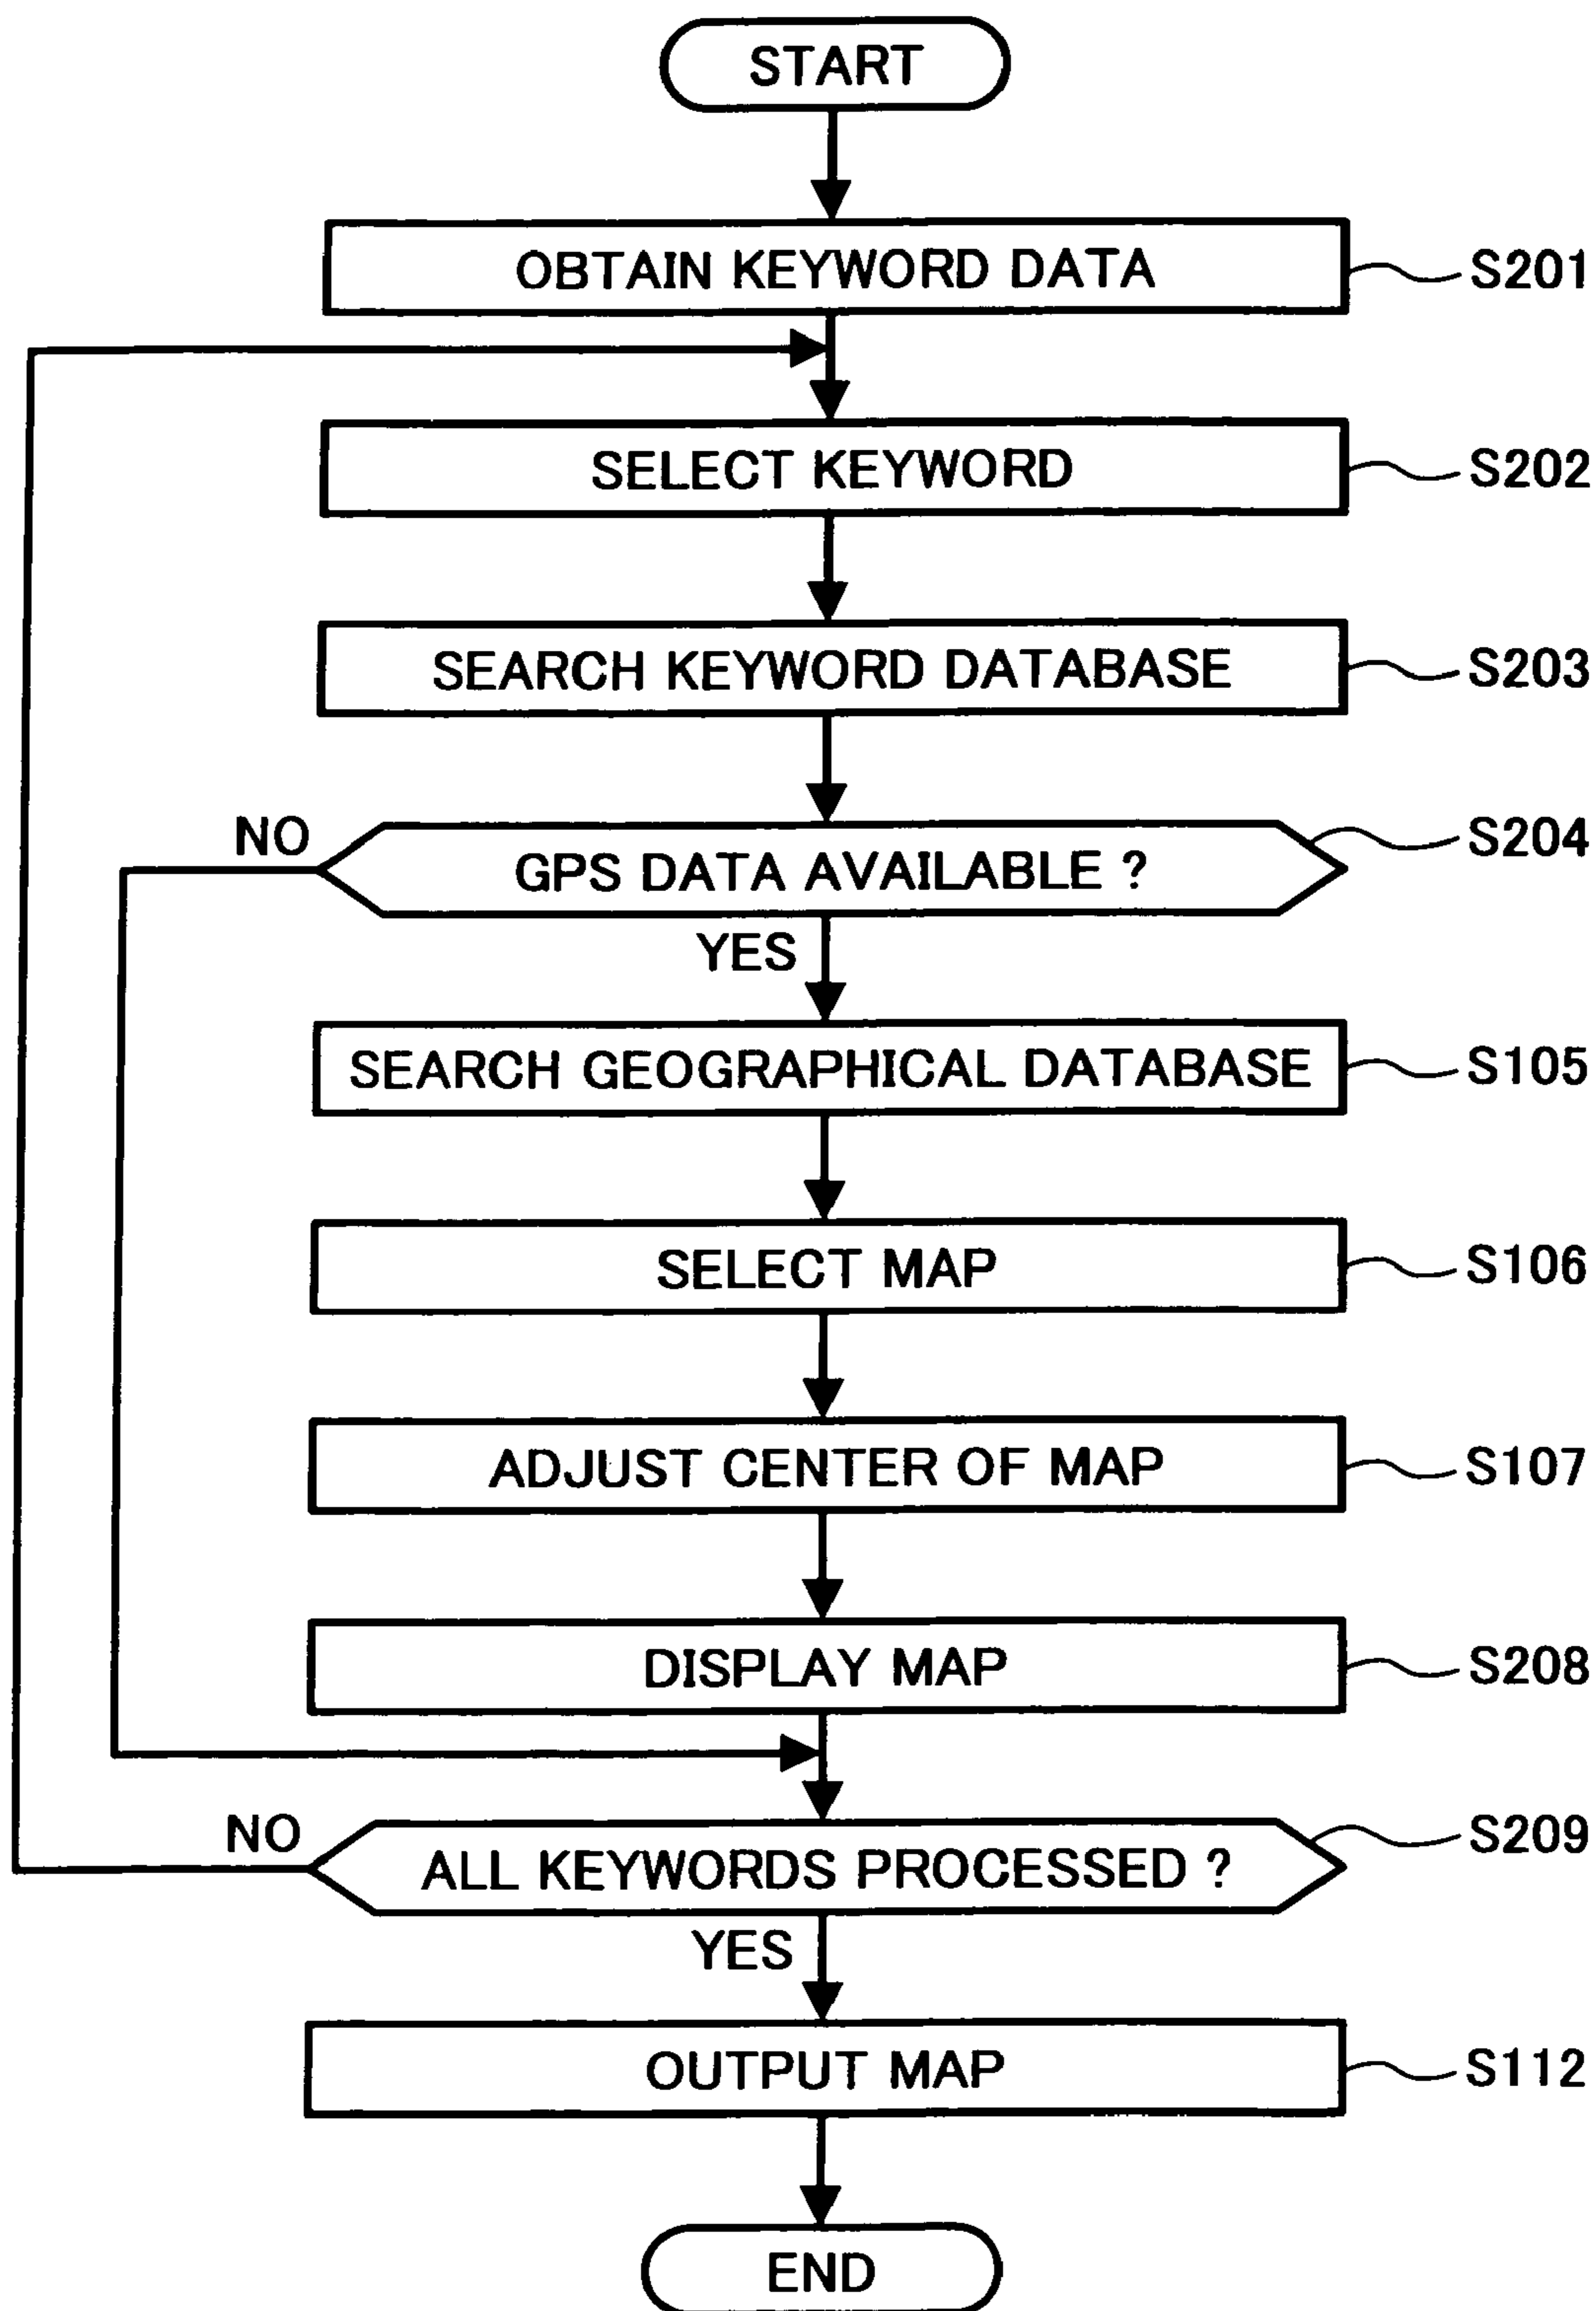 START
OBTAIN KEYWORD DATA
S201
SELECT KEYWORD
S202
SEARCH KEYWORD DATABASE
S203
NO
GPS DATA AVAILABLE ?
S204
YES
SEARCH GEOGRAPHICAL DATABASE
S105
SELECT MAP
S106
ADJUST CENTER OF MAP
S107
DISPLAY MAP
S208
NO
ALL KEYWORDS PROCESSED ?
S209
YES
OUTPUT MAP
S112
END